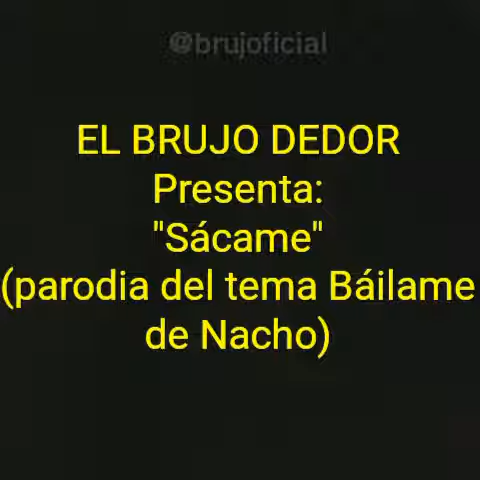 @brujoficial
EL BRUJO DEDOR
Presenta:
"Sácame"
(parodia del tema Báilame
de Nacho)